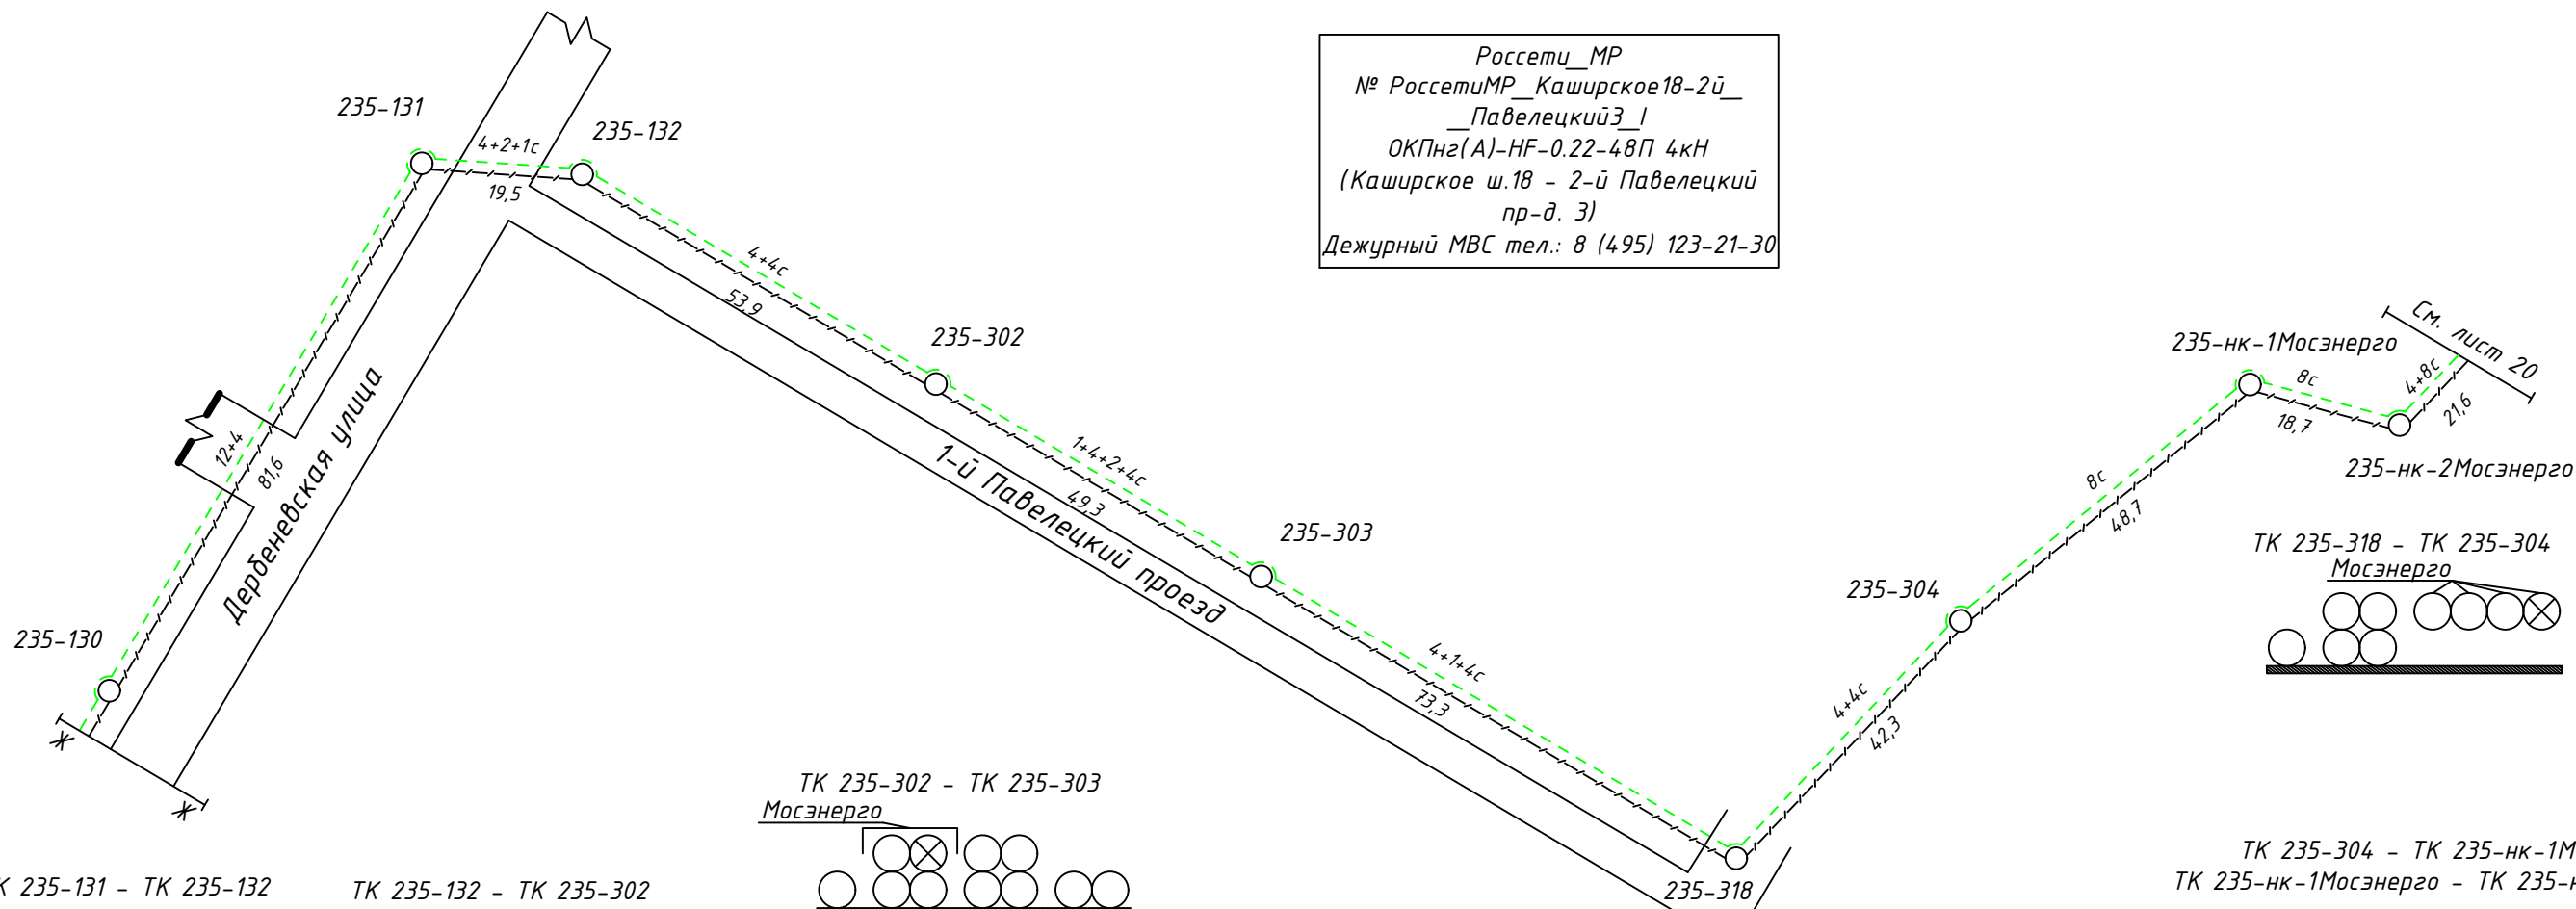 Россети_МР
№ РоссетиМР_Каширское18-2й_
_Павелецкий3_I
ОКПнг(А)-HF-0.22-48П 4кН
(Каширское ш.18 - 2-й Павелецкий
пр-д. 3)
Дежурный МВС тел.: 8 (495) 123-21-30
235-131
4+2+1с
19,5
235-132
4+4с
53,9
235-302
12+4
81,6
Дербеневская улица
1+4+2+4с
49,3
1-й Павелецкий проезд
235-303
235-130
Ж
Ж
4+1+4с
73,3
235-318
4+4с
42,3
235-304
8с
48,7
235-нк-1Мосэнерго
8с
18,7
235-нк-2Мосэнерго
4+8с
21,6
См. лист 20
ТК 235-318 - ТК 235-304
Мосэнерго
ТК 235-302 - ТК 235-303
Мосэнерго
К 235-131 - ТК 235-132
ТК 235-132 - ТК 235-302
ТК 235-304 - ТК 235-нк-1М
ТК 235-нк-1Мосэнерго - ТК 235-н